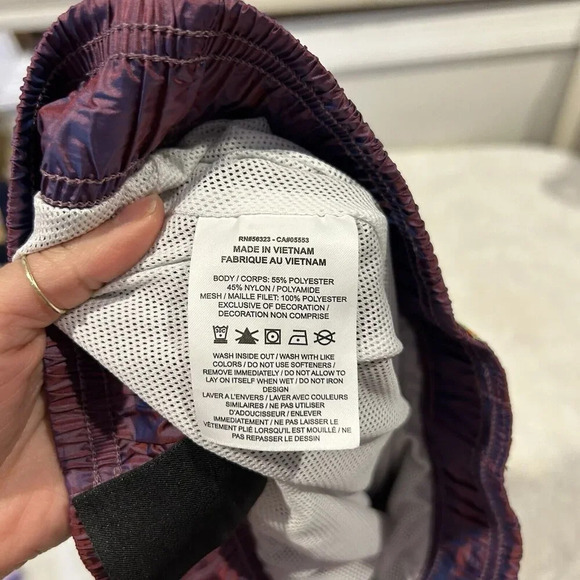 RN#56323 - CA#05553
MADE IN VIETNAM
FABRIQUE AU VIETNAM
BODY / CORPS: 55% POLYESTER
45% NYLON / POLYAMIDE
MESH / MAILLE FILET: 100% POLYESTER
EXCLUSIVE OF DECORATION /
DECORATION NON COMPRISE
WASH INSIDE OUT / WASH WITH LIKE
COLORS / DO NOT USE SOFTENERS /
REMOVE IMMEDIATELY / DO NOT ALLOW TO
LAY ON ITSELF WHEN WET / DO NOT IRON
DESIGN
LAVER A L'ENVERS / LAVER AVEC COULEURS
SIMILAIRES / NE PAS UTILISER
D'ADOUCISSEUR / ENLEVER
IMMÉDIATEMENT / NE PAS LAISSER LE
VÊTEMENT PLIÉ LORSQU'IL EST MOUILLÉ / NE
PAS REPASSER LE DESSIN